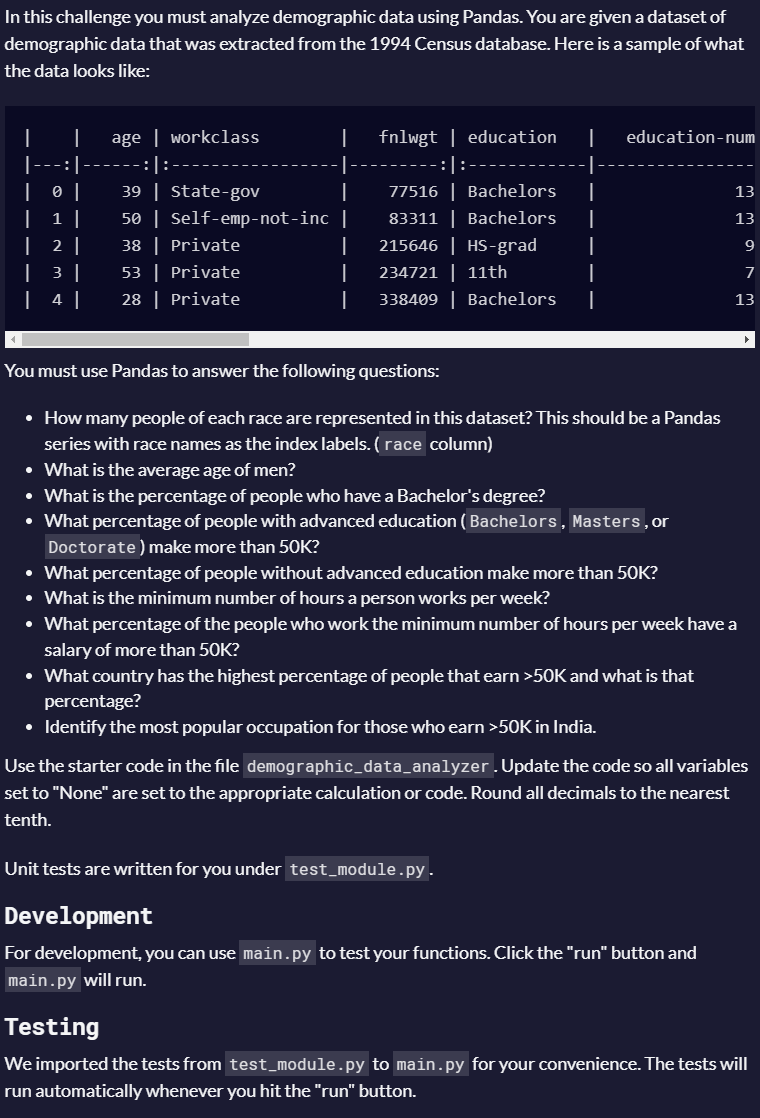 In this challenge you must analyze demographic data using Pandas. You are given a dataset of
demographic data that was extracted from the 1994 Census database. Here is a sample of what
the data looks like:
|    |   age | workclass        |   fnlwgt | education   |   education-num
|---:|------:|:-----------------|---------:|:------------|----------------
|  0 |    39 | State-gov        |    77516 | Bachelors   |              13
|  1 |    50 | Self-emp-not-inc |    83311 | Bachelors   |              13
|  2 |    38 | Private          |   215646 | HS-grad     |               9
|  3 |    53 | Private          |   234721 | 11th        |               7
|  4 |    28 | Private          |   338409 | Bachelors   |              13
You must use Pandas to answer the following questions:
• How many people of each race are represented in this dataset? This should be a Pandas
series with race names as the index labels. (race column)
• What is the average age of men?
• What is the percentage of people who have a Bachelor's degree?
• What percentage of people with advanced education (Bachelors, Masters, or
Doctorate) make more than 50K?
• What percentage of people without advanced education make more than 50K?
• What is the minimum number of hours a person works per week?
• What percentage of the people who work the minimum number of hours per week have a
salary of more than 50K?
• What country has the highest percentage of people that earn >50K and what is that
percentage?
• Identify the most popular occupation for those who earn >50K in India.
Use the starter code in the file demographic_data_analyzer. Update the code so all variables
set to "None" are set to the appropriate calculation or code. Round all decimals to the nearest
tenth.
Unit tests are written for you under test_module.py.
Development
For development, you can use main.py to test your functions. Click the "run" button and
main.py will run.
Testing
We imported the tests from test_module.py to main.py for your convenience. The tests will
run automatically whenever you hit the "run" button.